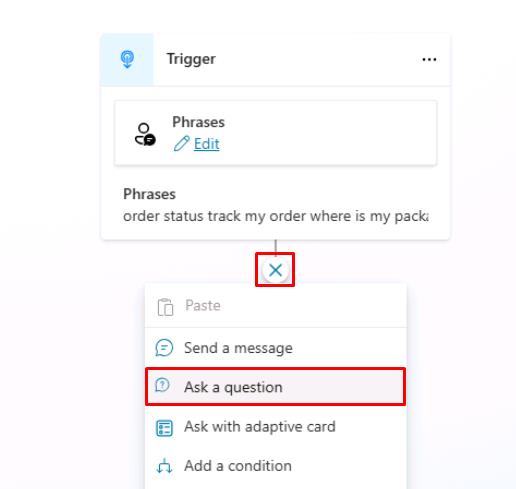 Trigger
Phrases
Edit
Phrases
order status track my order where is my packa
Paste
Send a message
Ask a question
Ask with adaptive card
Add a condition